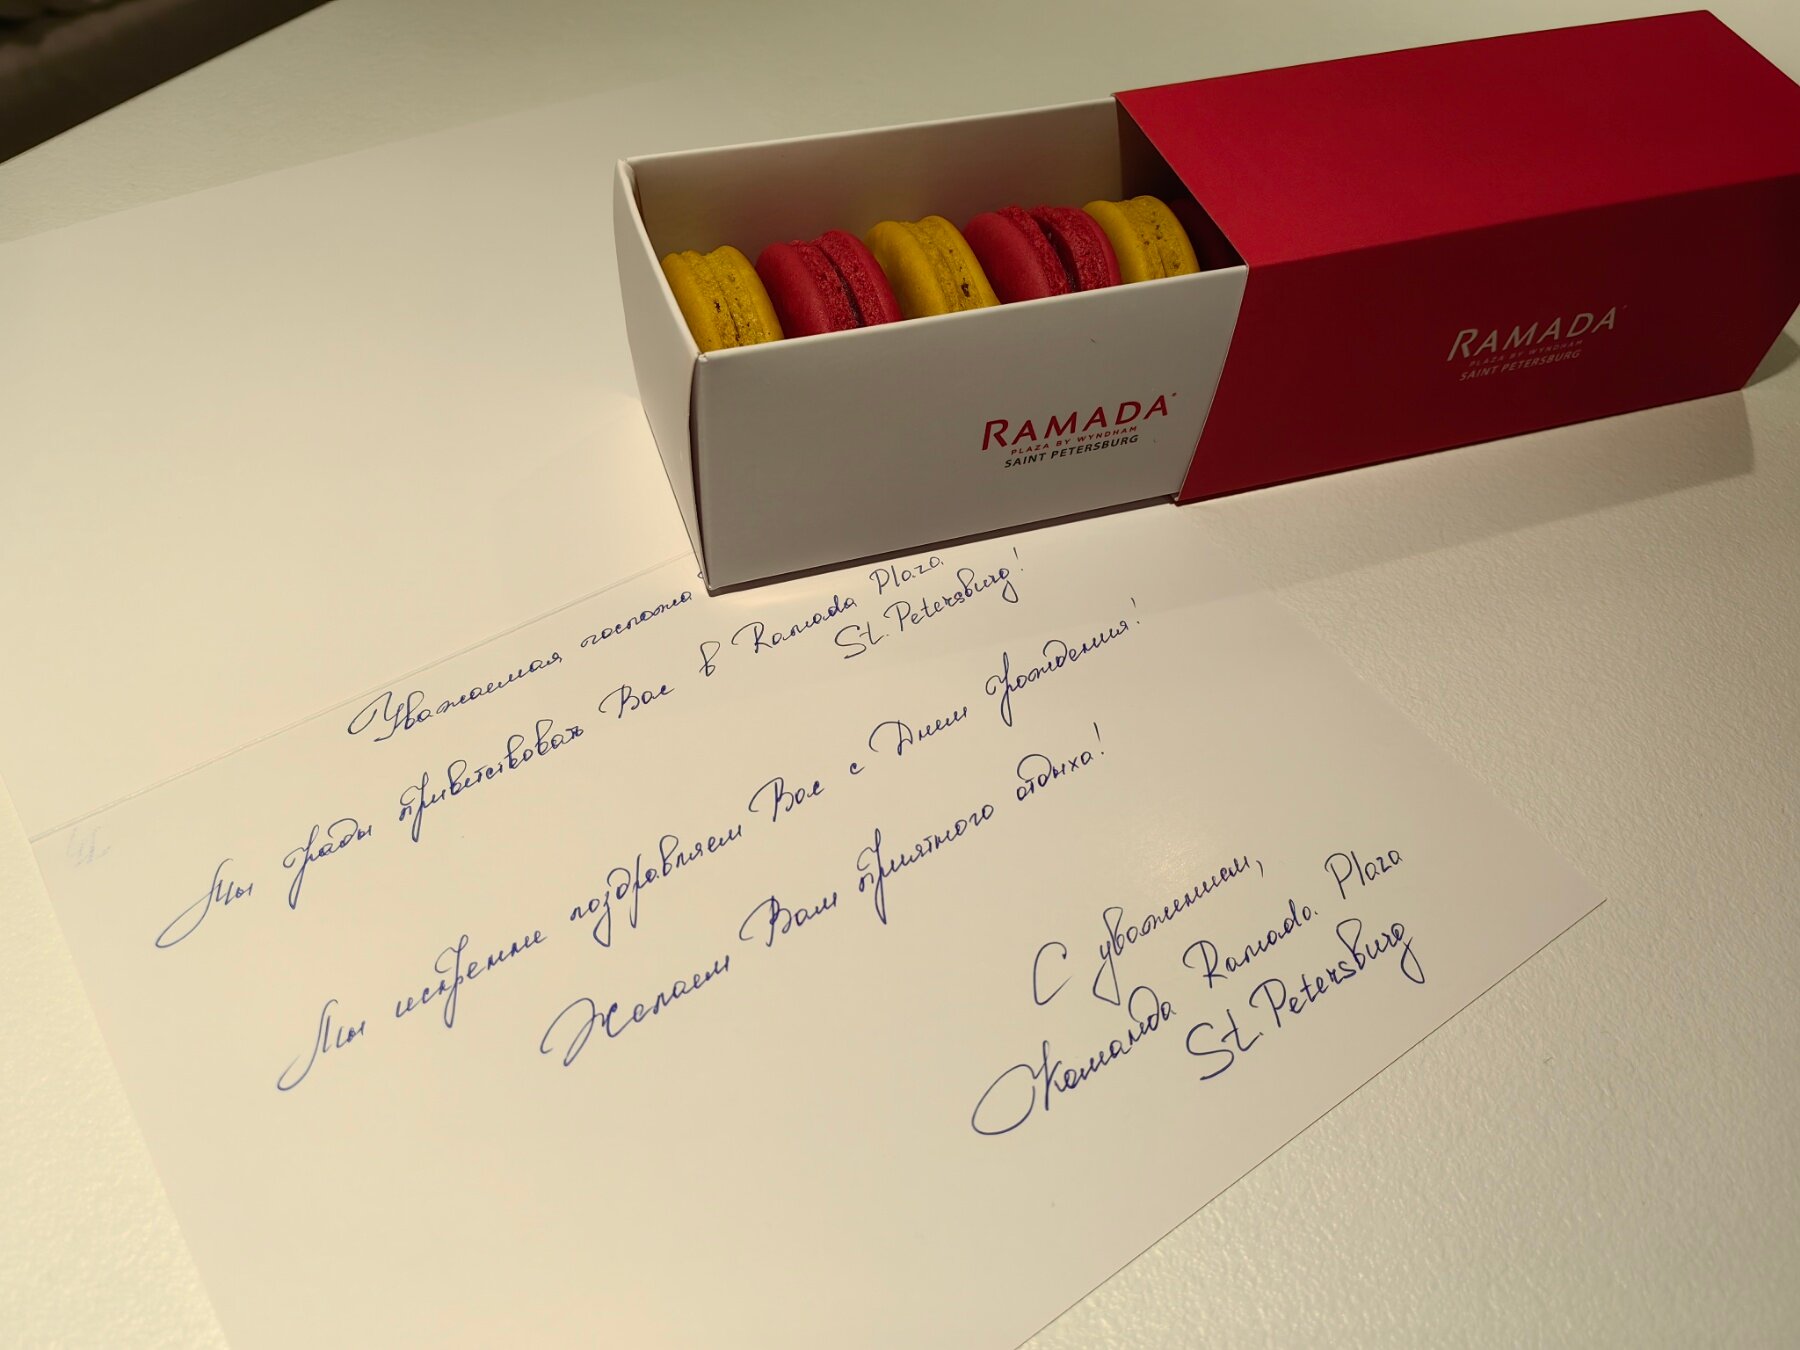 RAMADA
PLAZA BY WYNDHAM
SAINT PETERSBURG
RAMADA
PLAZA BY WYNDHAM
SAINT PETERSBURG
Уважаемая госпожа
Мы рады приветствовать Вас в Ramada Plaza
St. Petersburg!
Мы искренне поздравляем Вас с Днем Рождения!
Желаем Вам приятного отдыха!
С уважением,
Команда Ramada Plaza
St. Petersburg